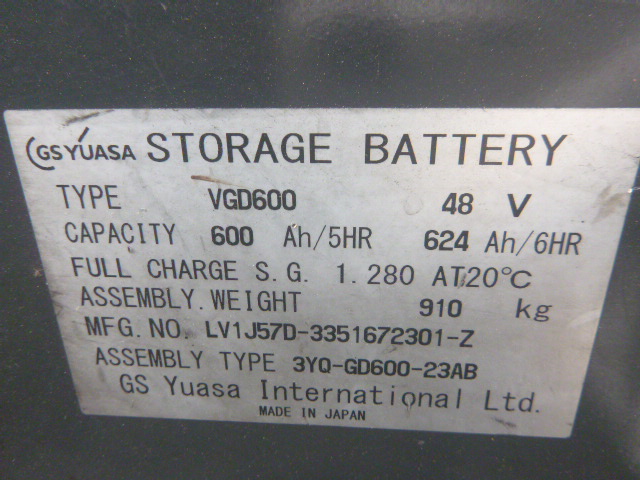 GS YUASA STORAGE BATTERY
TYPE VGD600 48 V
CAPACITY 600 Ah/5HR 624 Ah/6HR
FULL CHARGE S.G. 1.280 AT 20℃
ASSEMBLY.WEIGHT 910 kg
MFG.NO. LV1J57D-3351672301-Z
ASSEMBLY TYPE 3YQ-GD600-23AB
GS Yuasa International Ltd.
MADE IN JAPAN